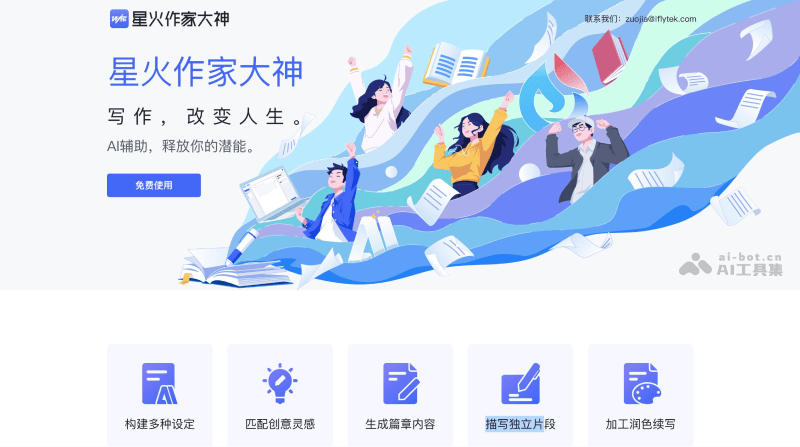 星火作家大神
联系我们：zuojia@iflytek.com
星火作家大神
写作，改变人生。
AI辅助，释放你的潜能。
免费使用
AI
ai-bot.cn
AI工具集
构建多种设定
匹配创意灵感
生成篇章内容
描写独立片段
加工润色续写